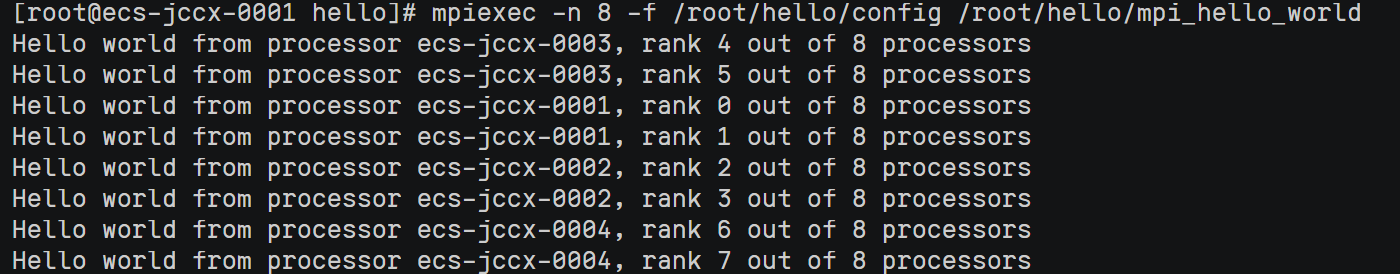 [root@ecs-jccx-0001 hello]# mpiexec -n 8 -f /root/hello/config /root/hello/mpi_hello_world
Hello world from processor ecs-jccx-0003, rank 4 out of 8 processors
Hello world from processor ecs-jccx-0003, rank 5 out of 8 processors
Hello world from processor ecs-jccx-0001, rank 0 out of 8 processors
Hello world from processor ecs-jccx-0001, rank 1 out of 8 processors
Hello world from processor ecs-jccx-0002, rank 2 out of 8 processors
Hello world from processor ecs-jccx-0002, rank 3 out of 8 processors
Hello world from processor ecs-jccx-0004, rank 6 out of 8 processors
Hello world from processor ecs-jccx-0004, rank 7 out of 8 processors